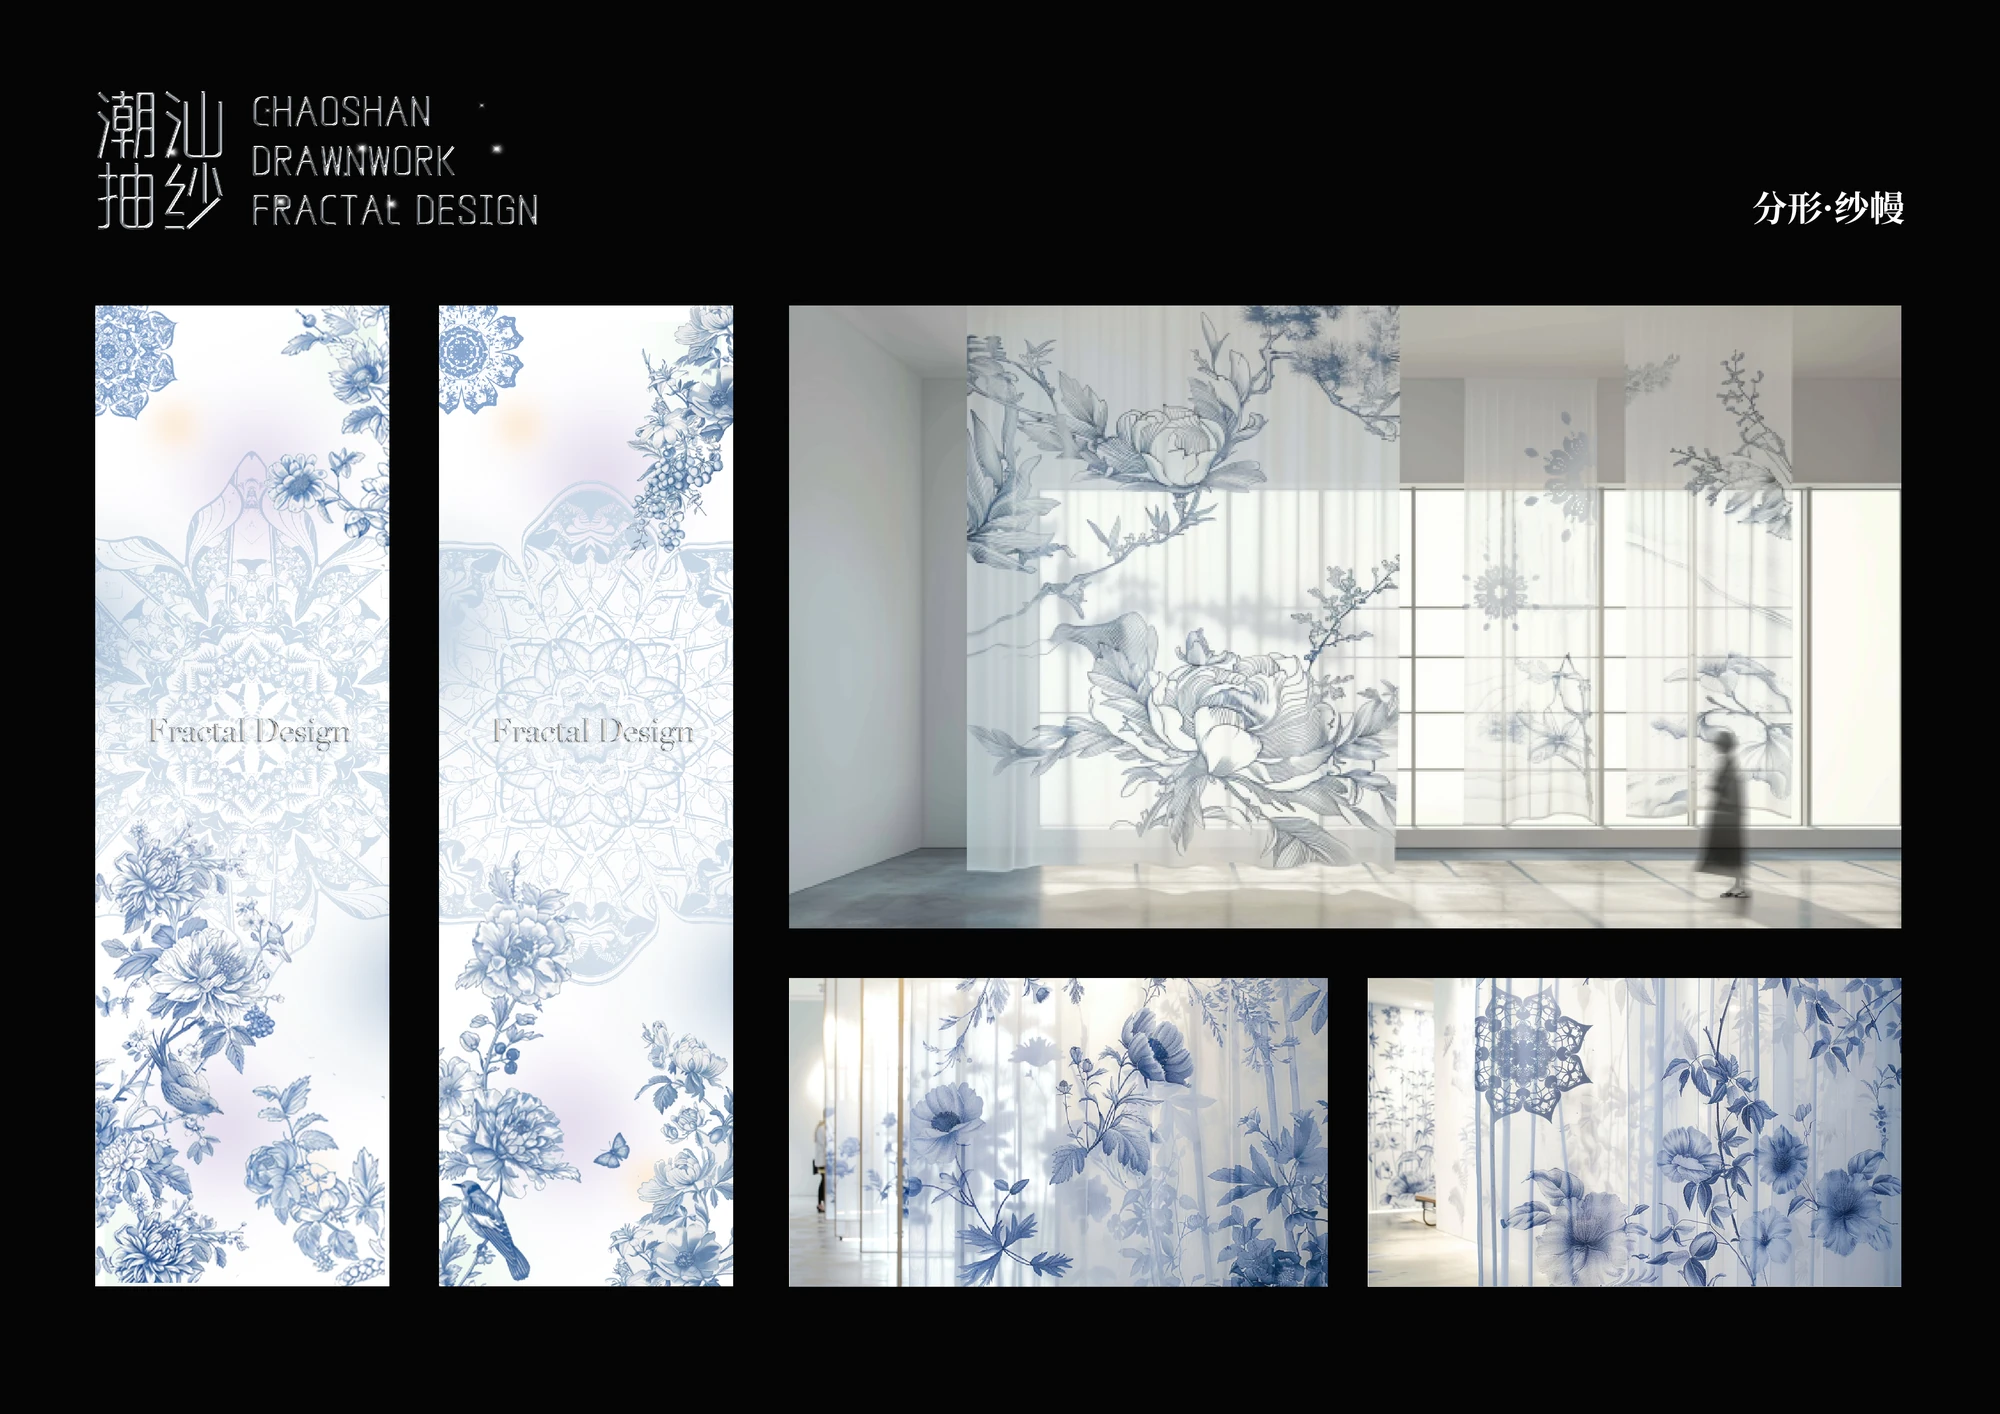 潮汕
抽纱
CHAOSHAN
DRAWNWORK
FRACTAL DESIGN
分形·纱幔
Fractal Design
Fractal Design